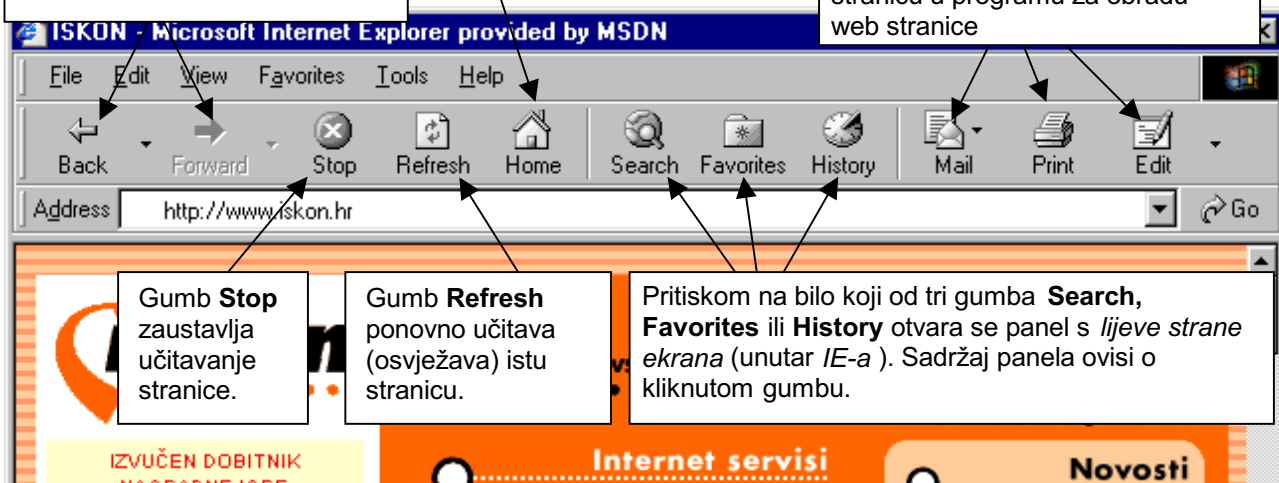 stranicu u programu za obradu
web stranice
ISKON - Microsoft Internet Explorer provided by MSDN
File Edit View Favorites Tools Help
Back Forward Stop Refresh Home Search Favorites History Mail Print Edit
Address http://www.iskon.hr Go
Gumb Stop
zaustavlja
učitavanje
stranice.
Gumb Refresh
ponovno učitava
(osvježava) istu
stranicu.
Pritiskom na bilo koji od tri gumba Search,
Favorites ili History otvara se panel s lijeve strane
ekrana (unutar IE-a ). Sadržaj panela ovisi o
kliknutom gumbu.
IZVUČEN DOBITNIK
Internet servisi
Novosti